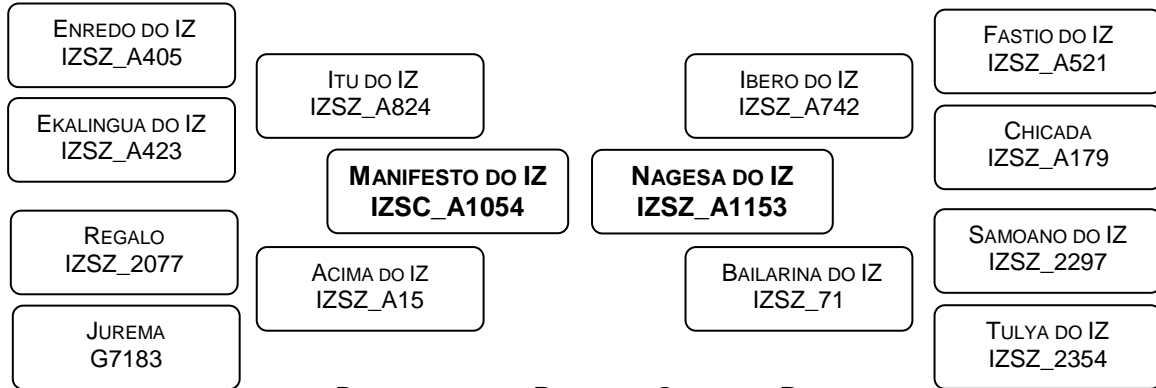 Enredo do IZ
IZSZ_A405
Ekalingua do IZ
IZSZ_A423
Regalo
IZSZ_2077
Jurema
G7183
Itu do IZ
IZSZ_A824
Acima do IZ
IZSZ_A15
Manifesto do IZ
IZSC_A1054
Nagesa do IZ
IZSZ_A1153
Ibero do IZ
IZSZ_A742
Bailarina do IZ
IZSZ_71
Fastio do IZ
IZSZ_A521
Chicada
IZSZ_A179
Samoano do IZ
IZSZ_2297
Tulya do IZ
IZSZ_2354